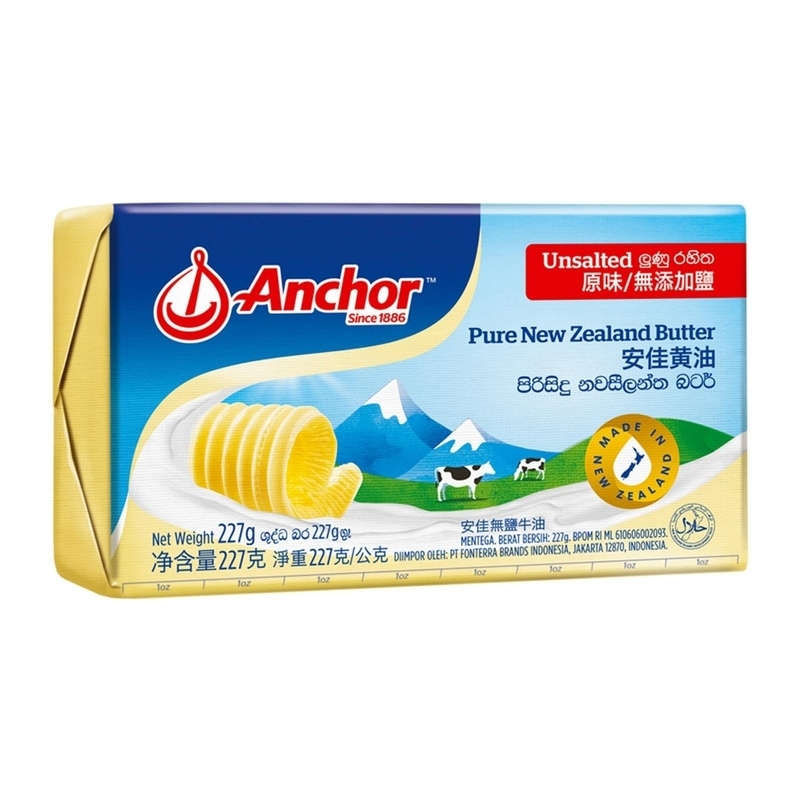 Anchor™
Since 1886
Unsalted ලුණු රහිත
原味/無添加鹽
Pure New Zealand Butter
安佳黄油
පිරිසිදු නවසීලන්ත බටර්
MADE IN
NEW ZEALAND
Net Weight 227g ශුද්ධ බර 227g
净含量227克 淨重227克/公克
安佳無鹽牛油
MENTEGA. BERAT BERSIH: 227g. BPOM RI ML 610606002093.
DIIMPOR OLEH: PT FONTERRA BRANDS INDONESIA, JAKARTA 12870, INDONESIA.
حلال
1oz 1oz 1oz 1oz 1oz 1oz 1oz 1oz